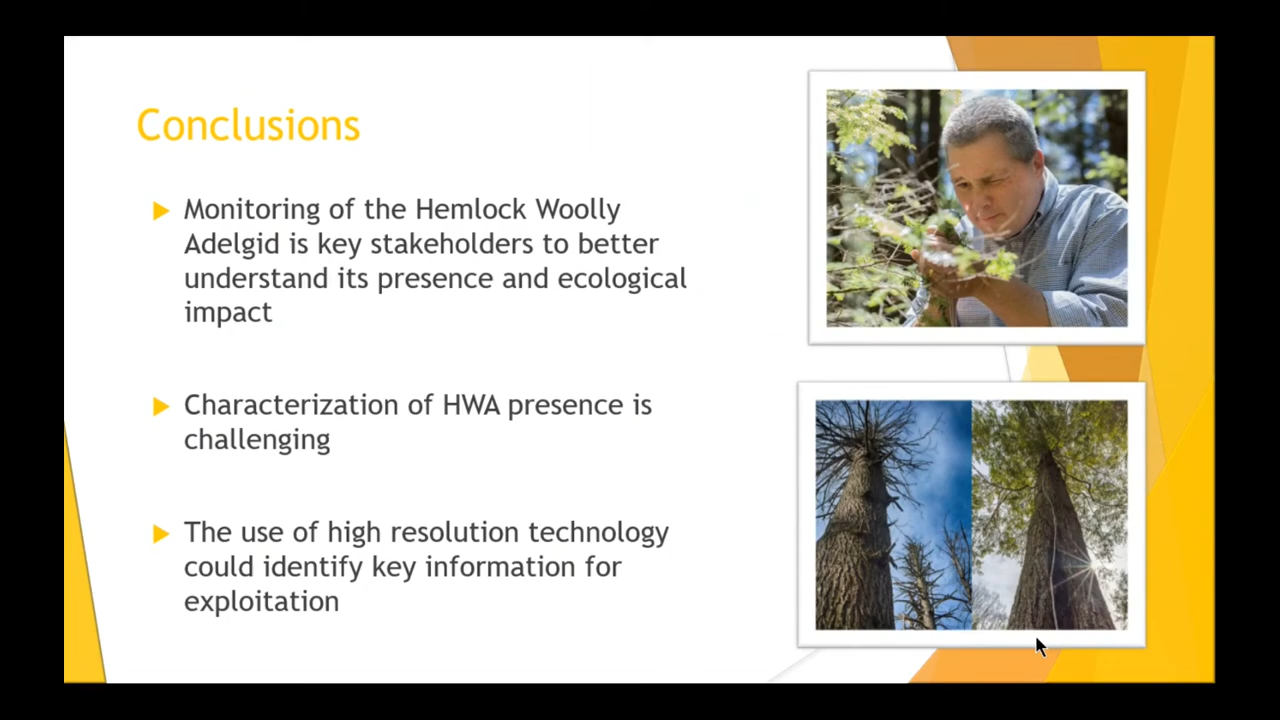 Conclusions
Monitoring of the Hemlock Woolly
Adelgid is key stakeholders to better
understand its presence and ecological
impact
Characterization of HWA presence is
challenging
The use of high resolution technology
could identify key information for
exploitation